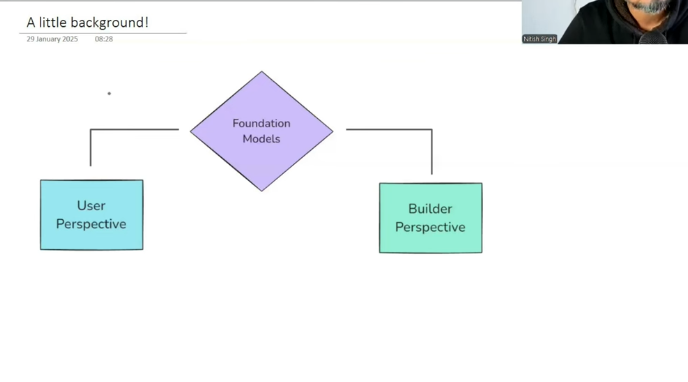 A little background!
29 January 2025 08:28
Nitish Singh
Foundation
Models
User
Perspective
Builder
Perspective